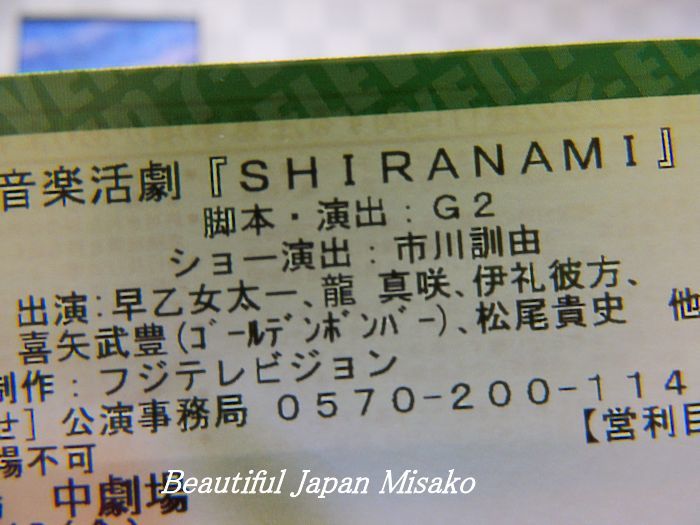 音楽活劇『ＳＨＩＲＡＮＡＭＩ』
脚本・演出：Ｇ２
ショー演出：市川訓由
出演：早乙女太一、龍 真咲、伊礼彼方、
喜矢武豊(ｺﾞｰﾙﾃﾞﾝﾎﾞﾝﾊﾞｰ)、松尾貴史 他
制作：フジテレビジョン
せ］公演事務局 ０５７０-２００-１１４
場不可 【営利目
中劇場
Beautiful Japan Misako